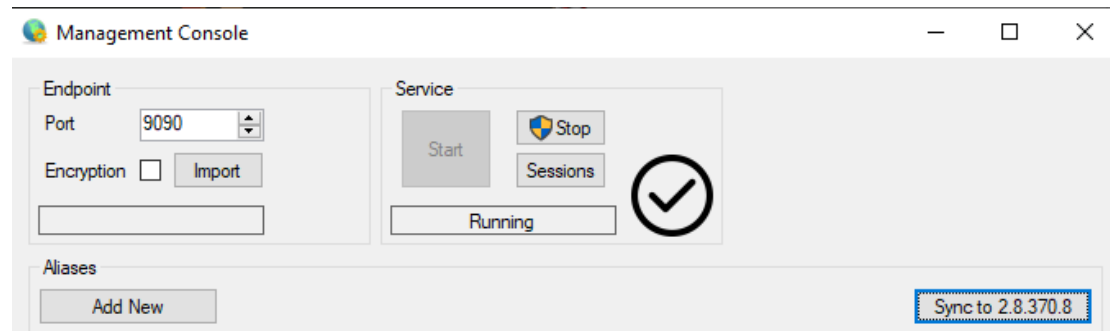 Management Console
Endpoint
Port 9090
Encryption Import
Service
Start
Stop
Sessions
Running
Aliases
Add New
Sync to 2.8.370.8